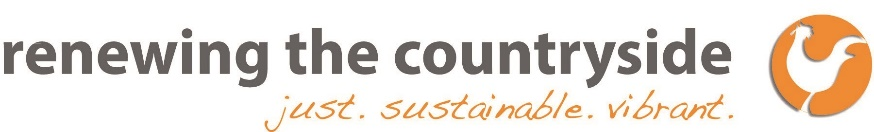 renewing the countryside
just. sustainable. vibrant.